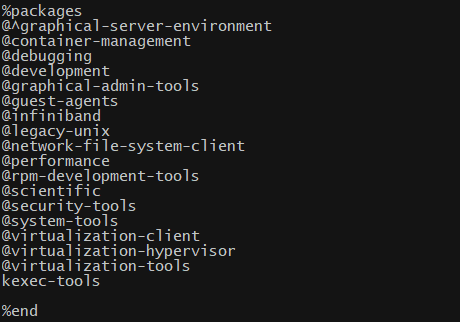 %packages
@^graphical-server-environment
@container-management
@debugging
@development
@graphical-admin-tools
@guest-agents
@infiniband
@legacy-unix
@network-file-system-client
@performance
@rpm-development-tools
@scientific
@security-tools
@system-tools
@virtualization-client
@virtualization-hypervisor
@virtualization-tools
kexec-tools
%end